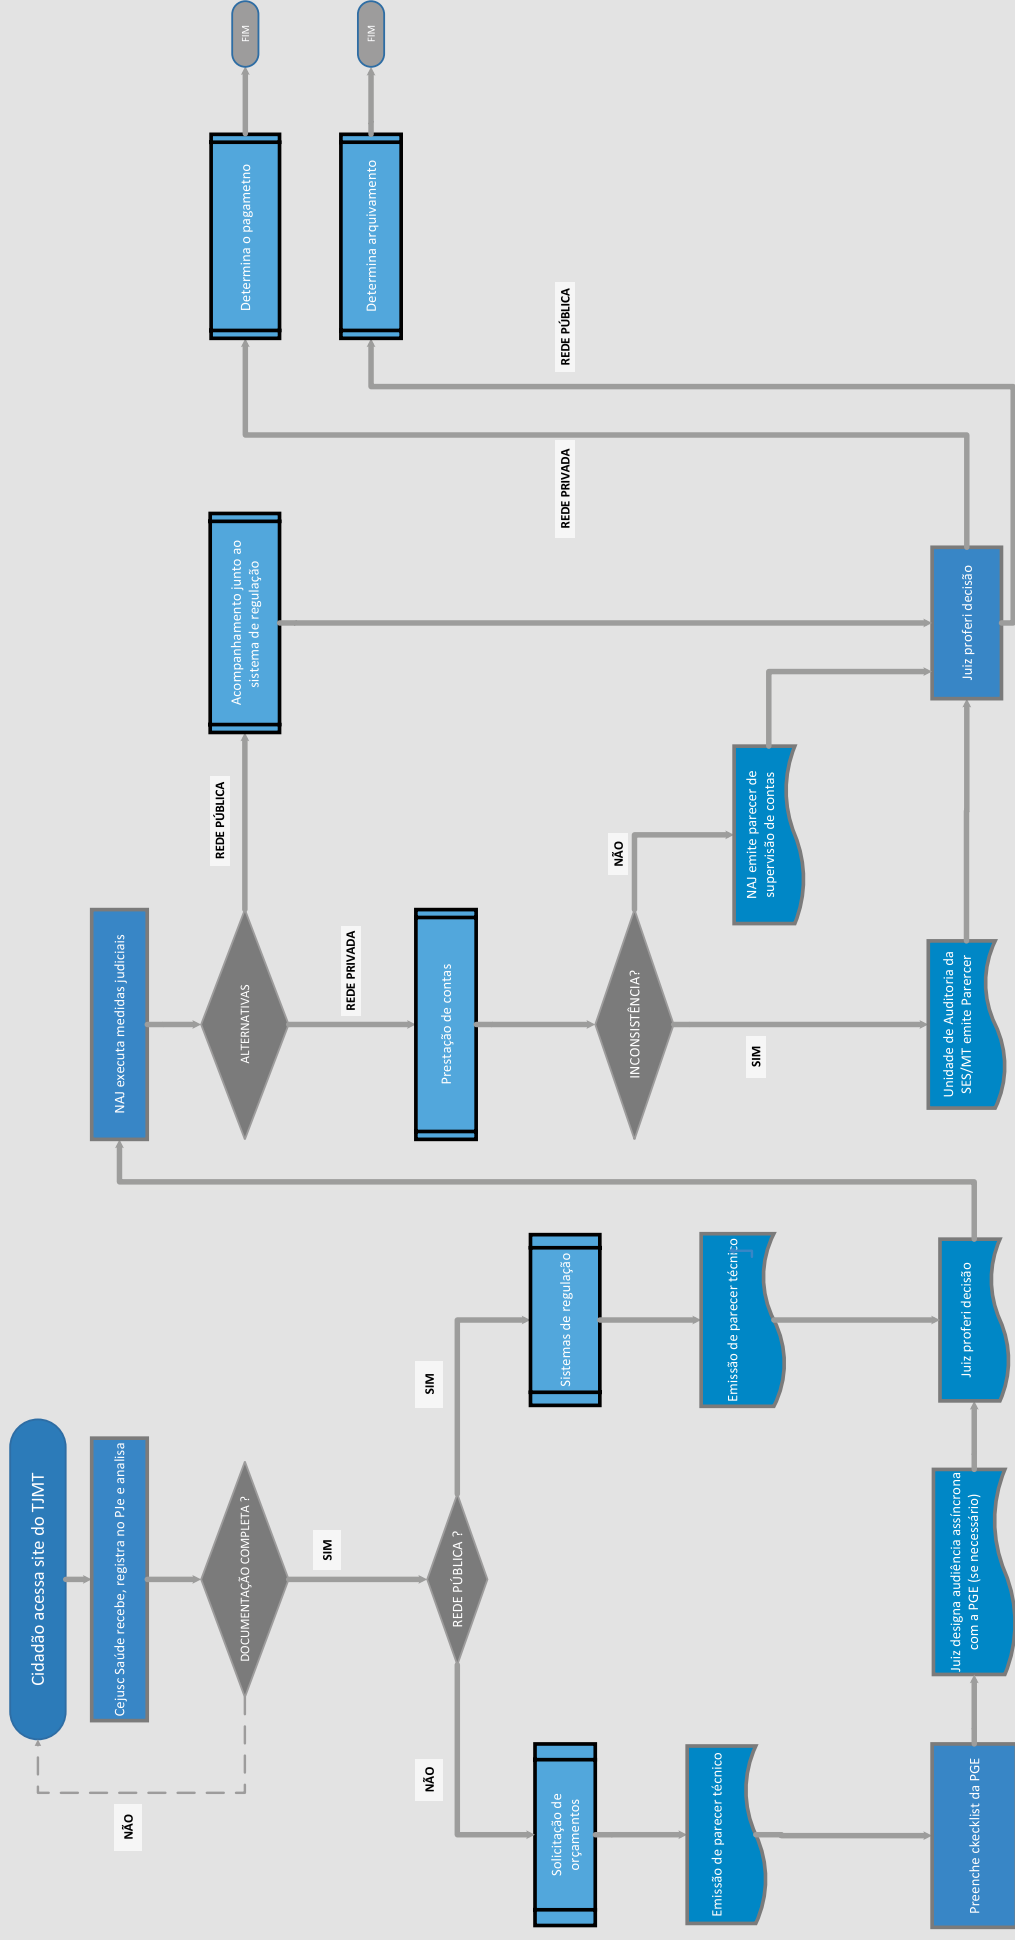 Cidadão acessa site do TJMT
Cejusc Saúde recebe, registra no PJe e analisa
DOCUMENTAÇÃO COMPLETA ?
NÃO
SIM
REDE PÚBLICA ?
NÃO
SIM
Solicitação de
orçamentos
Sistemas de regulação
Emissão de parecer técnico
Emissão de parecer técnico
Preenche ckecklist da PGE
Juiz designa audiência assíncrona
com a PGE (se necessário)
Juiz proferi decisão
NAJ executa medidas judiciais
ALTERNATIVAS
REDE PÚBLICA
REDE PRIVADA
Acompanhamento junto ao
sistema de regulação
Prestação de contas
INCONSISTÊNCIA?
NÃO
SIM
NAJ emite parecer de
supervisão de contas
Unidade de Auditoria da
SES/MT emite Parercer
Juiz proferi decisão
REDE PRIVADA
REDE PÚBLICA
Determina o pagametno
Determina arquivamento
FIM
FIM